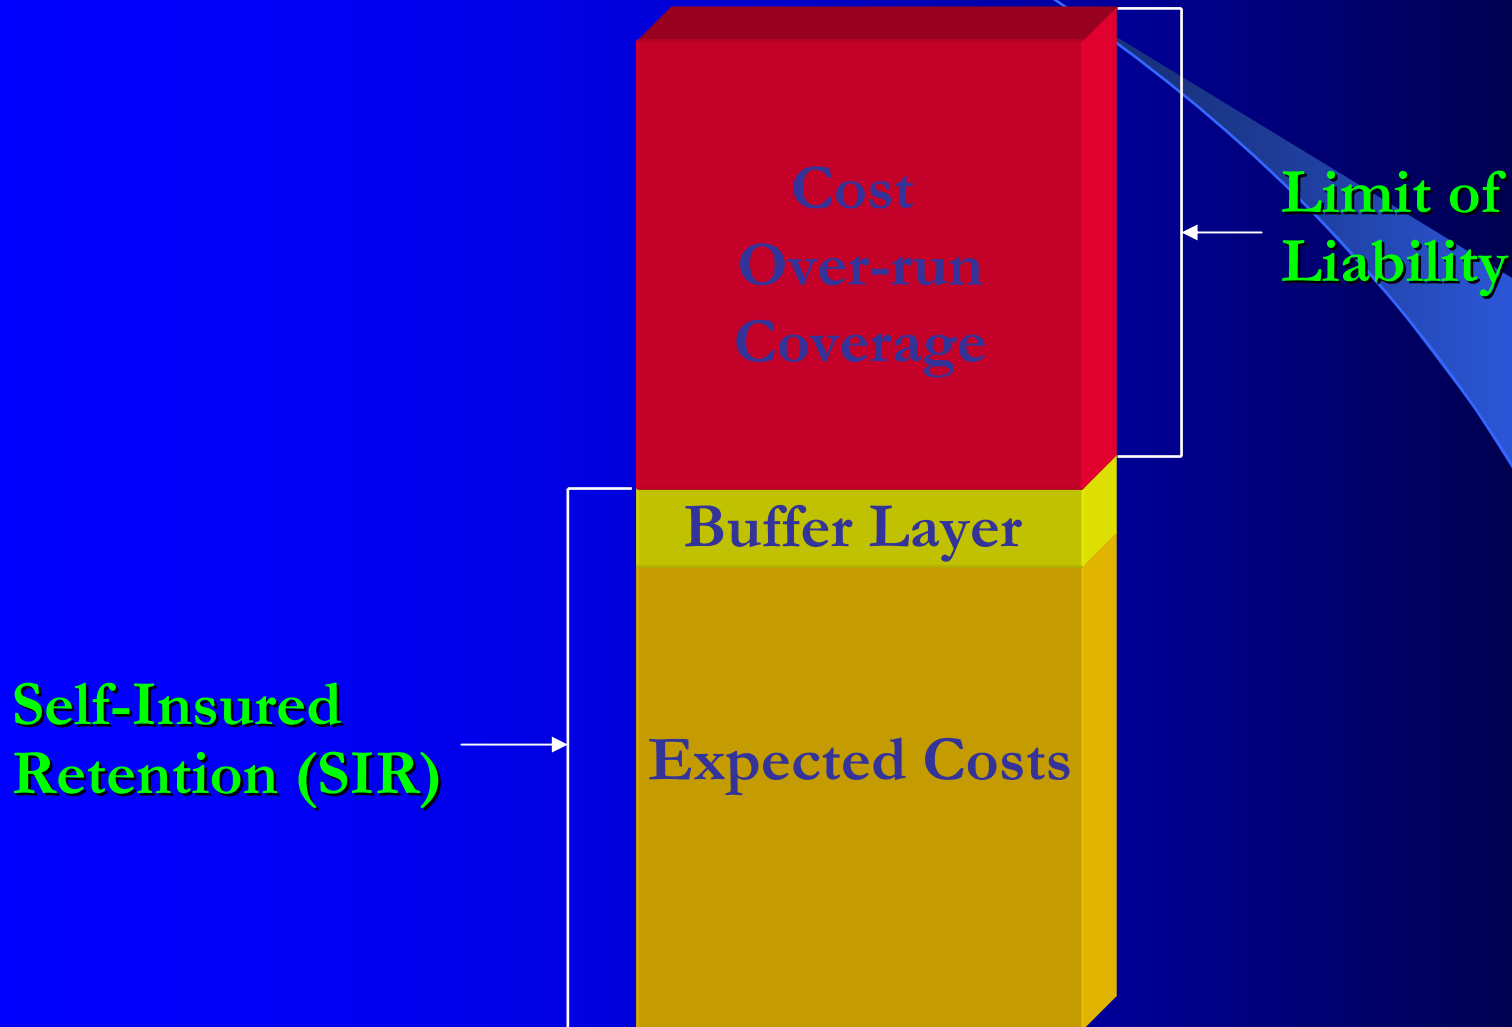 Cost
Over-run
Coverage
Limit of
Liability
Buffer Layer
Self-Insured
Retention (SIR)
Expected Costs